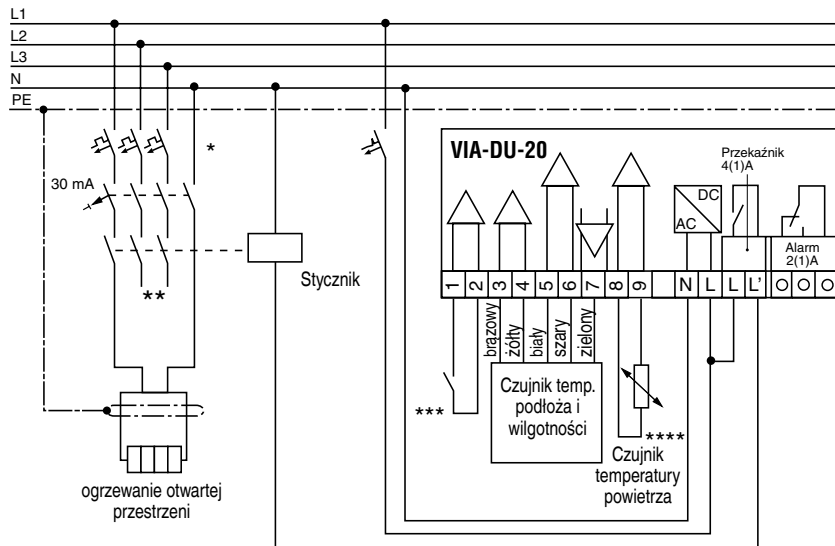 L1
L2
L3
N
PE
*
30 mA
**
Stycznik
VIA-DU-20
Przekaźnik
4(1)A
DC
AC
Alarm
2(1)A
1 2 3 4 5 6 7 8 9 N L L L' O O O
brązowy
żółty
biały
szary
zielony
***
Czujnik temp.
podłoża i
wilgotności
****
Czujnik
temperatury
powietrza
ogrzewanie otwartej
przestrzeni